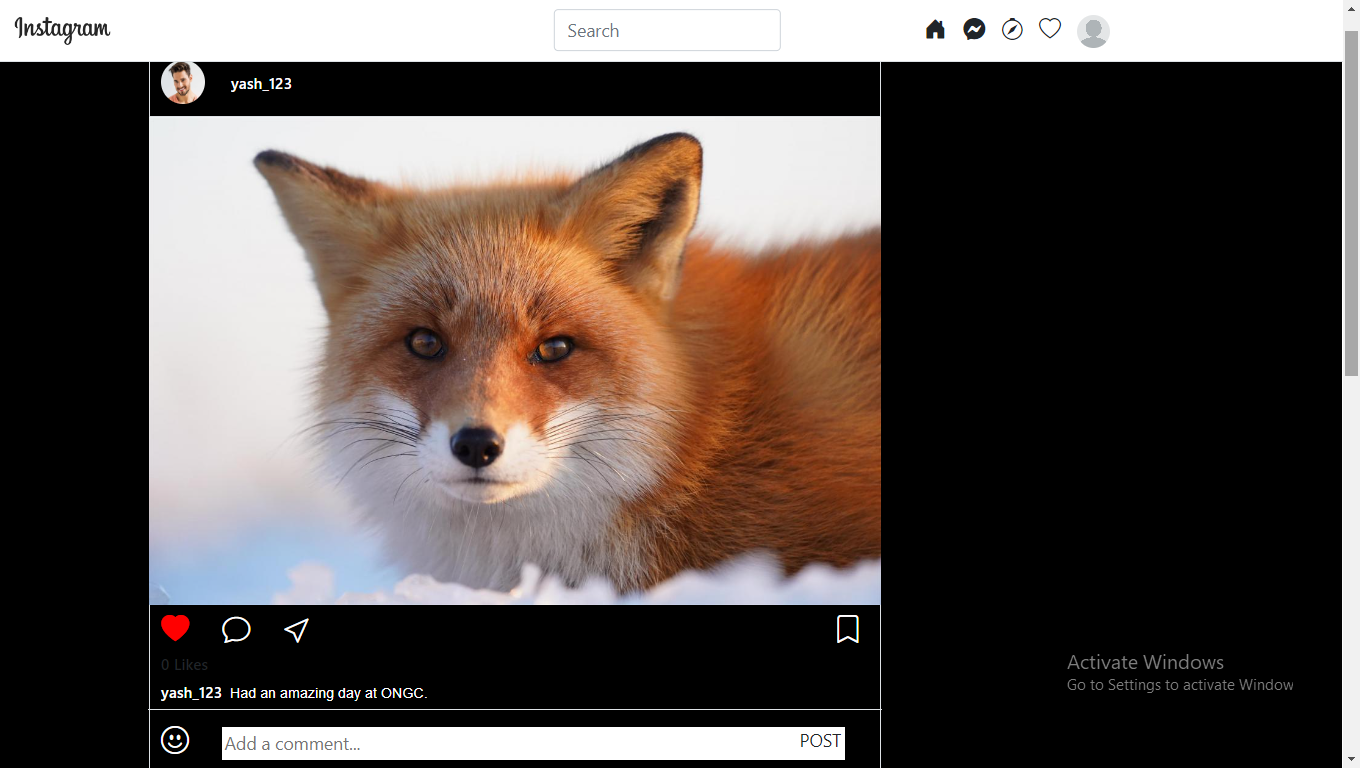 Instagram
Search
yash_123
0 Likes
yash_123 Had an amazing day at ONGC.
Add a comment...
POST
Activate Windows
Go to Settings to activate Window